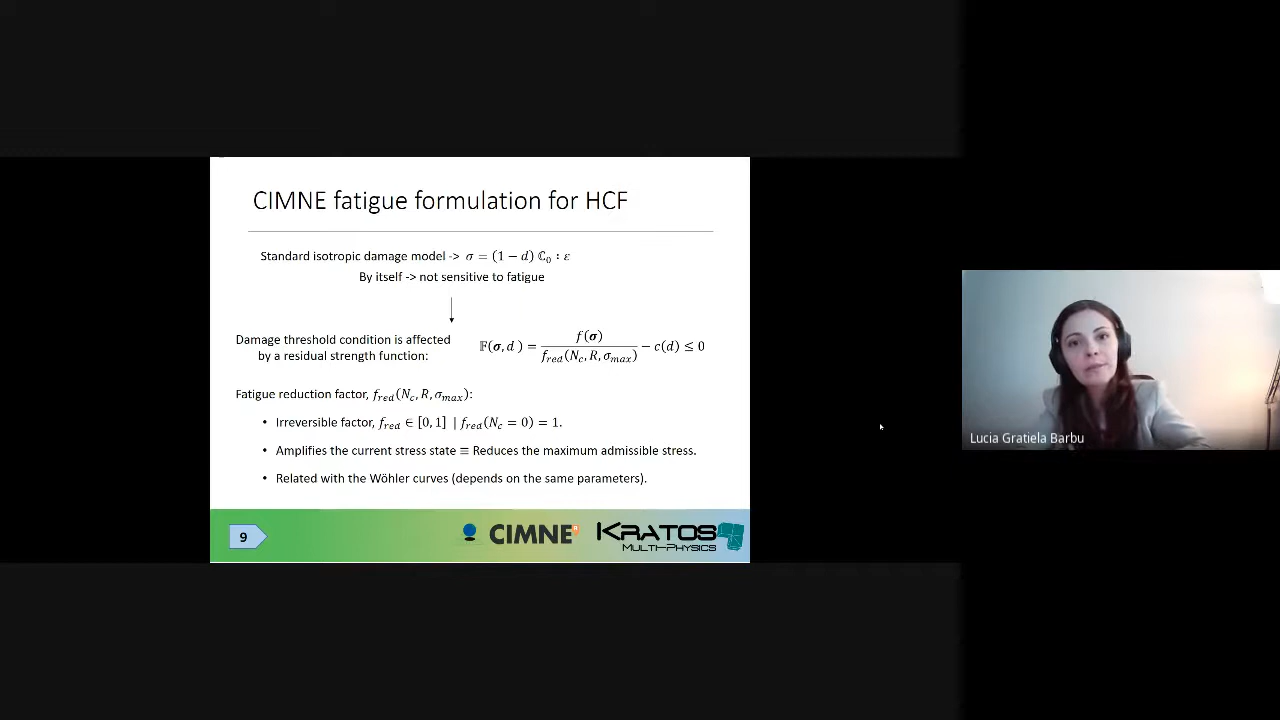 CIMNE fatigue formulation for HCF
Standard isotropic damage model -> σ = (1 − d) ℂ₀ : ε
By itself -> not sensitive to fatigue
Damage threshold condition is affected
by a residual strength function:
𝔽(σ, d ) = f(σ) / f_red(N_c, R, σ_max) − c(d) ≤ 0
Fatigue reduction factor, f_red(N_c, R, σ_max):
• Irreversible factor, f_red ∈ [0, 1] | f_red(N_c = 0) = 1.
• Amplifies the current stress state ≡ Reduces the maximum admissible stress.
• Related with the Wöhler curves (depends on the same parameters).
9
CIMNE
KRATOS
MULTI-PHYSICS
Lucia Gratiela Barbu